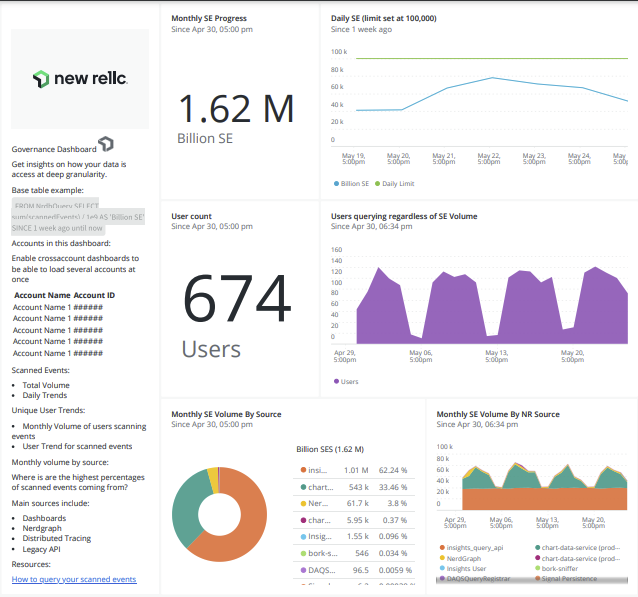 new relic.
Governance Dashboard
Get insights on how your data is
access at deep granularity.
Base table example:
FROM NrdbQuery SELECT
sum(scannedEvents) / 1e9 AS 'Billion SE'
SINCE 1 week ago until now
Accounts in this dashboard:
Enable crossaccount dashboards to
be able to load several accounts at
once
Account Name Account ID
Account Name 1 ######
Account Name 1 ######
Account Name 1 ######
Account Name 1 ######
Account Name 1 ######
Scanned Events:
• Total Volume
• Daily Trends
Unique User Trends:
• Monthly Volume of users scanning
events
• User Trend for scanned events
Monthly volume by source:
Where is are the highest percentages
of scanned events coming from?
Main sources include:
• Dashboards
• Nerdgraph
• Distributed Tracing
• Legacy API
Resources:
How to query your scanned events
Monthly SE Progress
Since Apr 30, 05:00 pm
1.62 M
Billion SE
Daily SE (limit set at 100,000)
Since 1 week ago
100 k
80 k
60 k
40 k
20 k
0
May 19,
5:00pm
May 20,
5:00pm
May 21,
5:00pm
May 22,
5:00pm
May 23,
5:00pm
May 24,
5:00pm
May
5:00p
Billion SE
Daily Limit
User count
Since Apr 30, 05:00 pm
674
Users
Users querying regardless of SE Volume
Since Apr 30, 06:34 pm
160
140
120
100
80
60
40
20
0
Apr 29,
5:00pm
May 06,
5:00pm
May 13,
5:00pm
May 20,
5:00pm
Users
Monthly SE Volume By Source
Since Apr 30, 05:00 pm
Billion SES (1.62 M)
insi... 1.01 M 62.24 %
chart... 543 k 33.46 %
Ner... 61.7 k 3.8 %
char... 5.95 k 0.37 %
Insig... 1.55 k 0.096 %
bork-s... 546 0.034 %
DAQS... 96.5 0.0059 %
Monthly SE Volume By NR Source
Since Apr 30, 06:34 pm
100 k
80 k
60 k
40 k
20 k
0
Apr 29,
5:00pm
May 06,
5:00pm
May 13,
5:00pm
May 20,
5:00pm
insights_query_api
chart-data-service (prod--
NerdGraph
chart-data-service (prod--
Insights User
bork-sniffer
DAQSQueryRegistrar
Signal Persistence